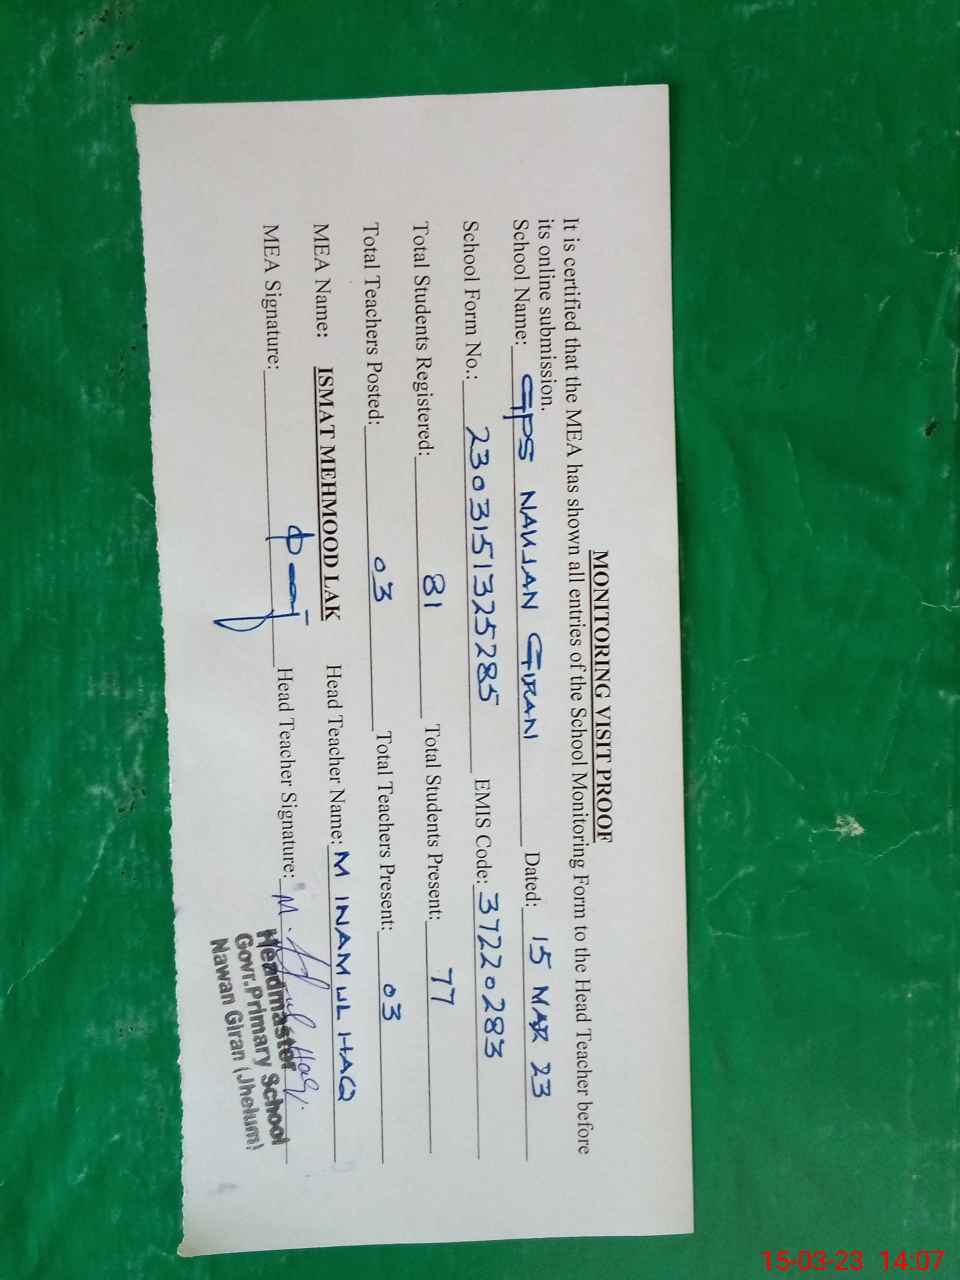 MONITORING VISIT PROOF
It is certified that the MEA has shown all entries of the School Monitoring Form to the Head Teacher before
its online submission.
School Name: GPS NAWAN GIRAN Dated: 15 MAR 23
School Form No.: 2303151325285 EMIS Code: 37220283
Total Students Registered: 81 Total Students Present: 77
Total Teachers Posted: 03 Total Teachers Present: 03
MEA Name: ISMAT MEHMOOD LAK Head Teacher Name: M INAM UL HAQ
MEA Signature: Head Teacher Signature:
Headmaster
Govr.Primary School
Nawan Giran (Jhelum)
15-03-23 14:07